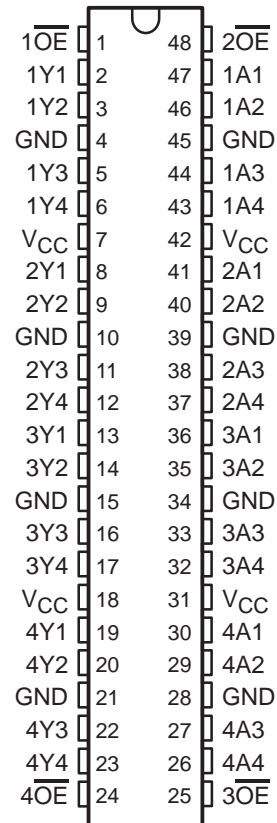 1O̅E̅ 1 48 2O̅E̅
1Y1 2 47 1A1
1Y2 3 46 1A2
GND 4 45 GND
1Y3 5 44 1A3
1Y4 6 43 1A4
VCC 7 42 VCC
2Y1 8 41 2A1
2Y2 9 40 2A2
GND 10 39 GND
2Y3 11 38 2A3
2Y4 12 37 2A4
3Y1 13 36 3A1
3Y2 14 35 3A2
GND 15 34 GND
3Y3 16 33 3A3
3Y4 17 32 3A4
VCC 18 31 VCC
4Y1 19 30 4A1
4Y2 20 29 4A2
GND 21 28 GND
4Y3 22 27 4A3
4Y4 23 26 4A4
4O̅E̅ 24 25 3O̅E̅